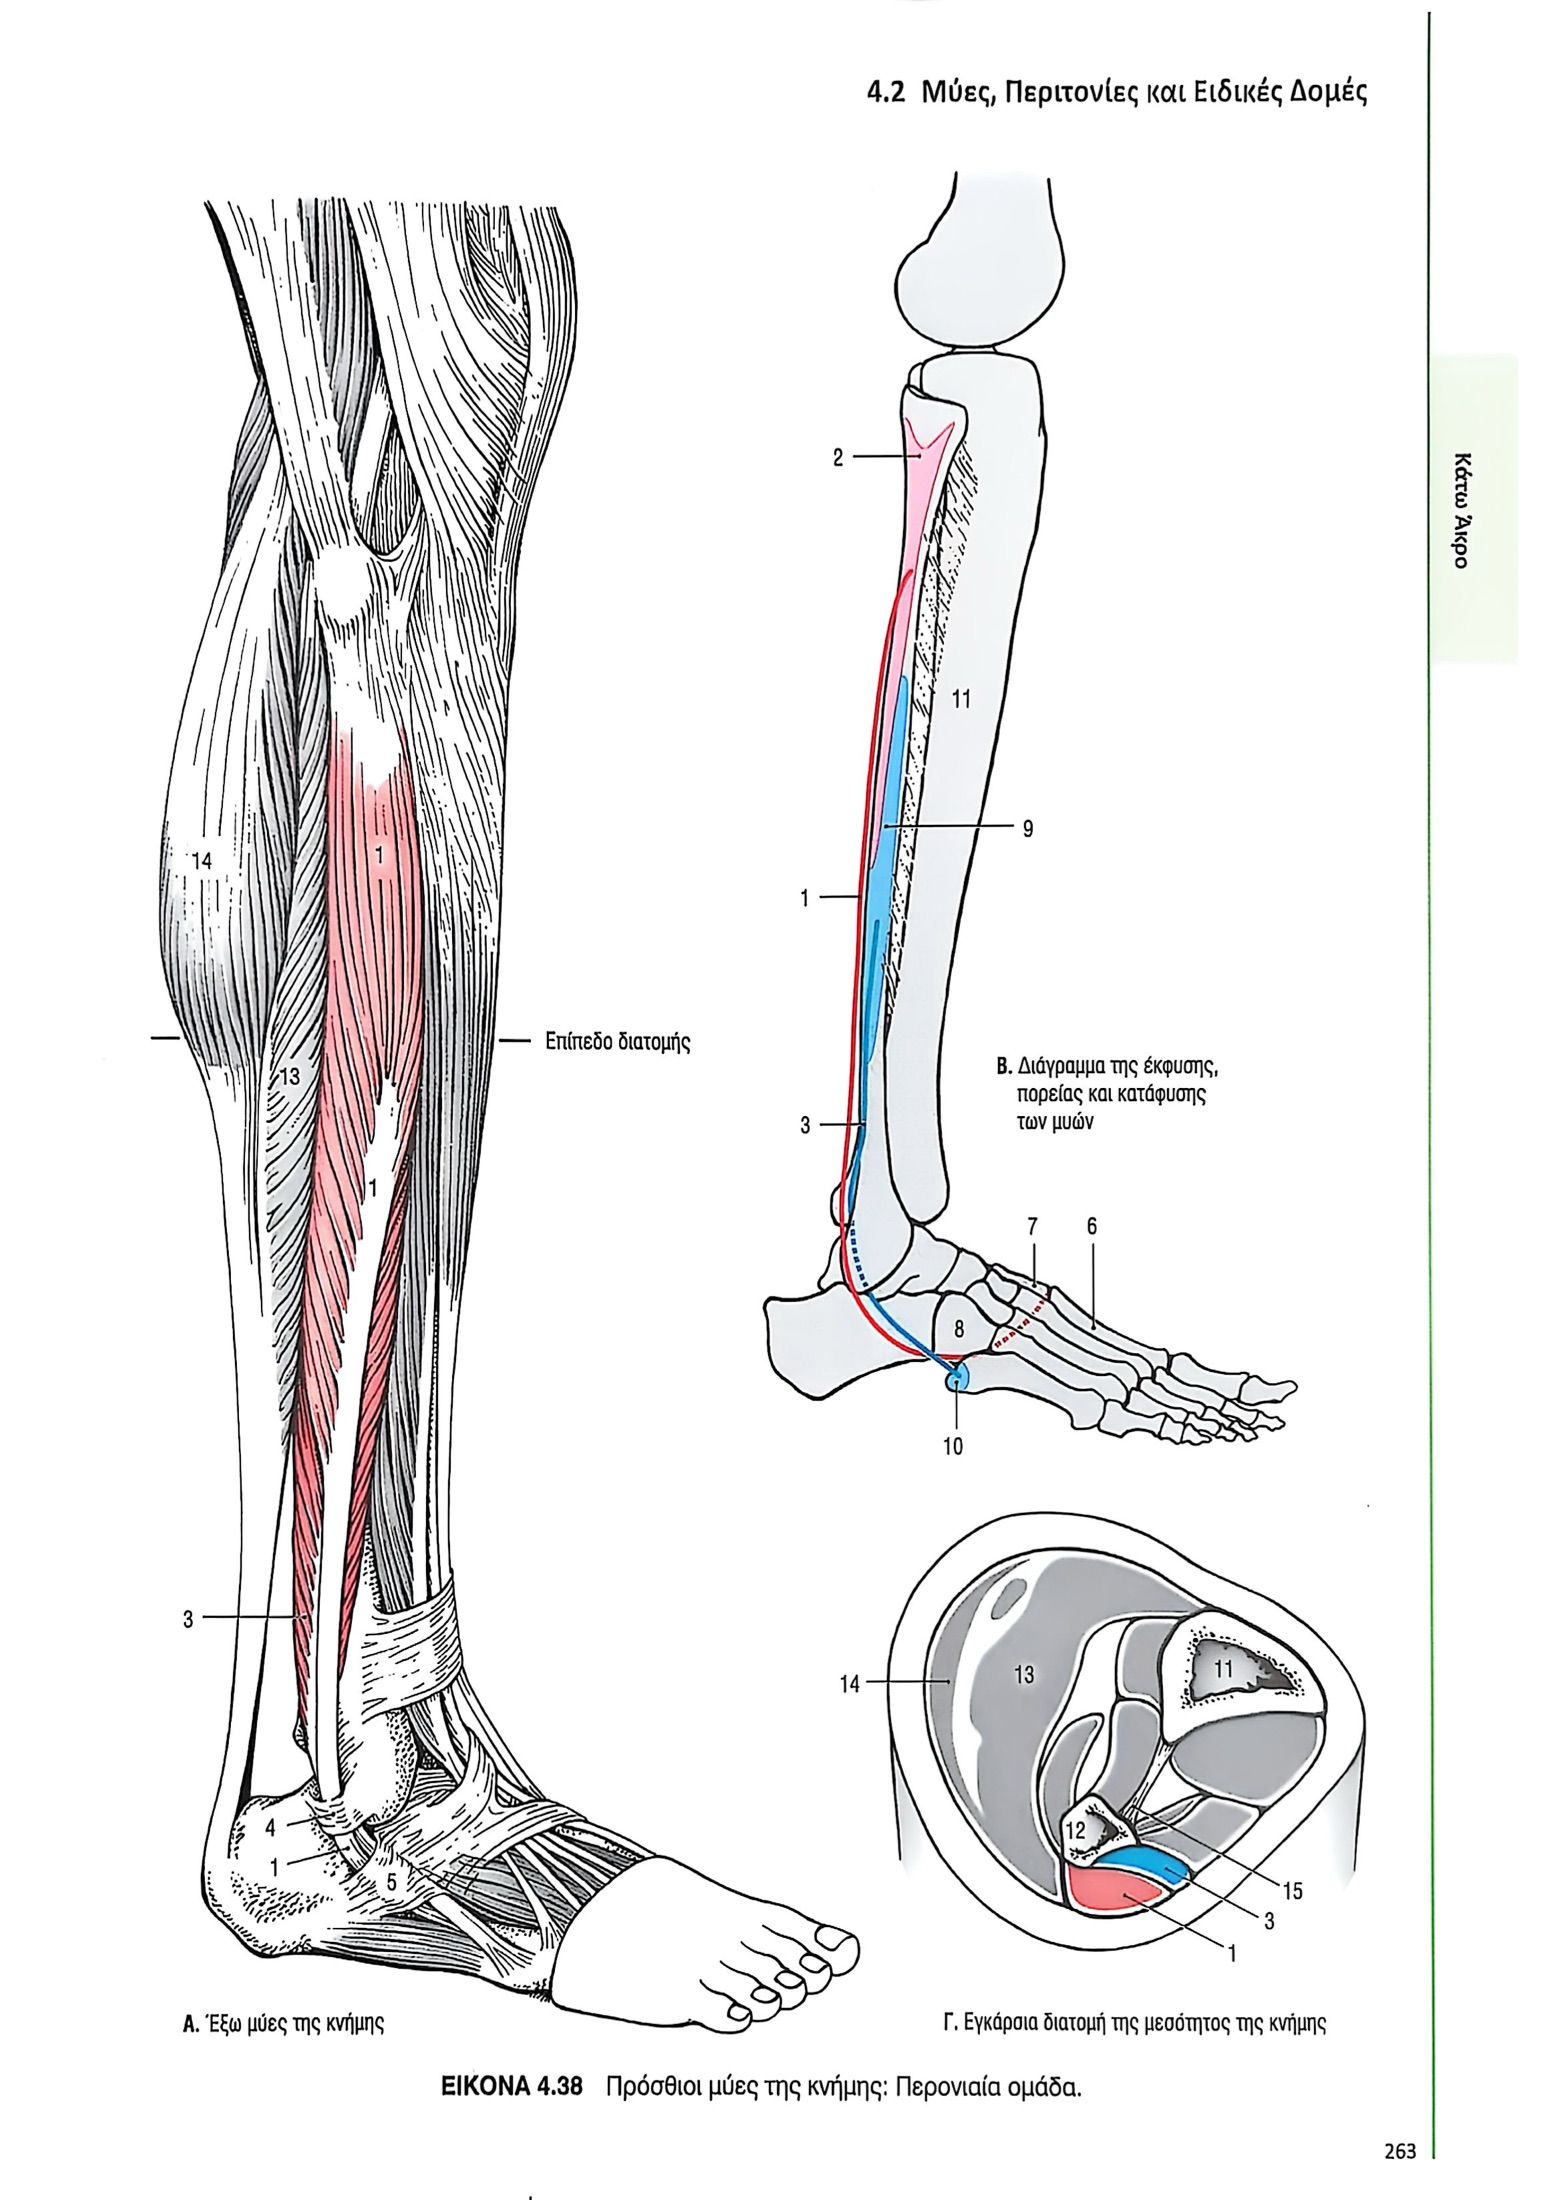 4.2 Μύες, Περιτονίες και Ειδικές Δομές
Κάτω Άκρο
2
11
14
1
9
1
Επίπεδο διατομής
Β. Διάγραμμα της έκφυσης,
πορείας και κατάφυσης
των μυών
13
3
1
7
6
8
10
3
14
13
11
12
4
1
5
15
3
1
Α. Έξω μύες της κνήμης
Γ. Εγκάρσια διατομή της μεσότητος της κνήμης
ΕΙΚΟΝΑ 4.38 Πρόσθιοι μύες της κνήμης: Περονιαία ομάδα.
263